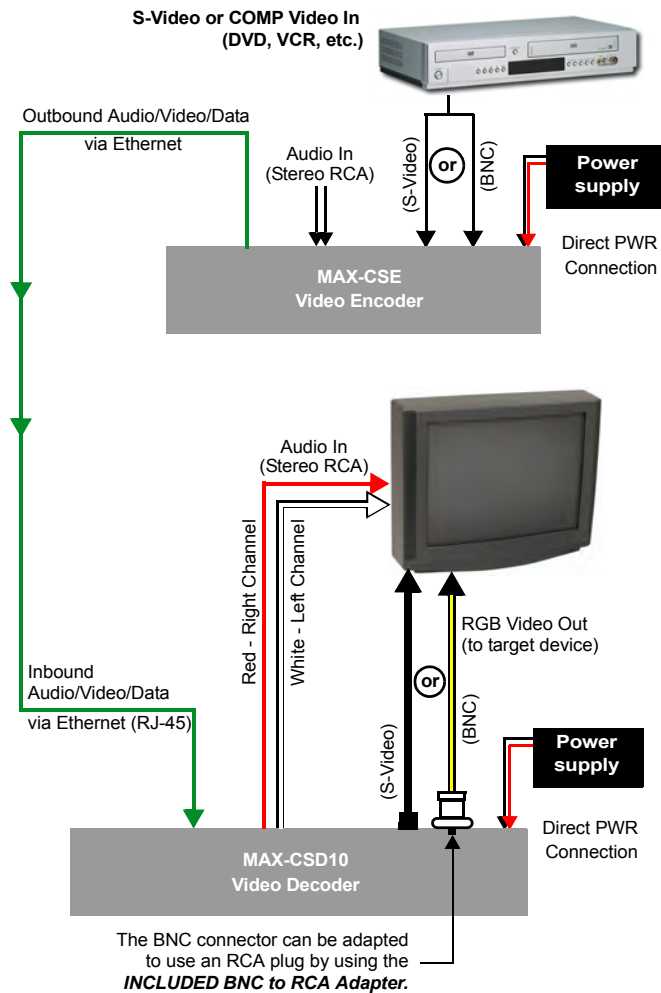 S-Video or COMP Video In
(DVD, VCR, etc.)
Outbound Audio/Video/Data
via Ethernet
Audio In
(Stereo RCA)
(S-Video)
or
(BNC)
Power
supply
Direct PWR
Connection
MAX-CSE
Video Encoder
Audio In
(Stereo RCA)
Red - Right Channel
White - Left Channel
RGB Video Out
(to target device)
or
(S-Video)
(BNC)
Inbound
Audio/Video/Data
via Ethernet (RJ-45)
Power
supply
Direct PWR
Connection
MAX-CSD10
Video Decoder
The BNC connector can be adapted
to use an RCA plug by using the
INCLUDED BNC to RCA Adapter.